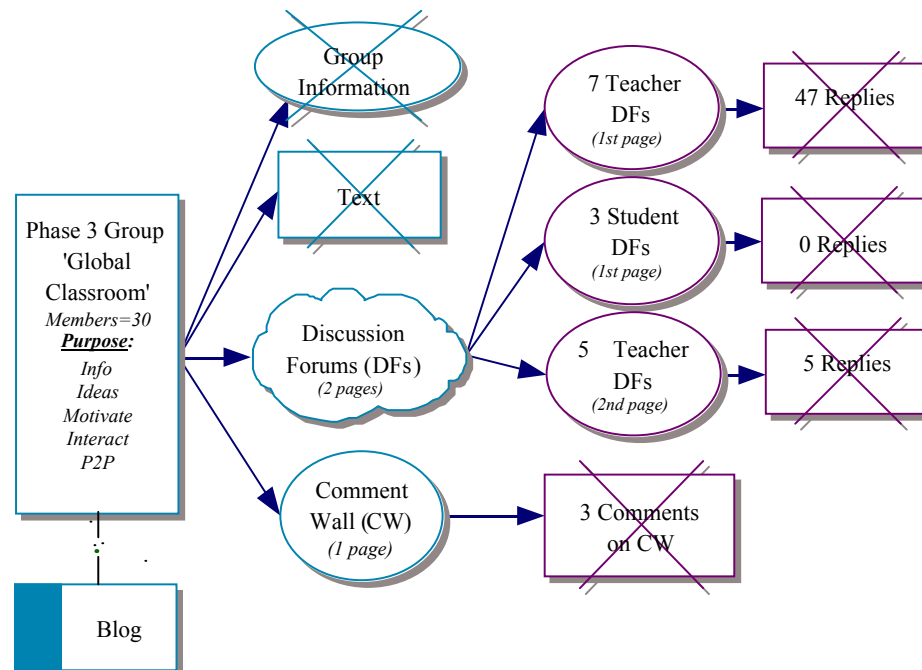 Phase 3 Group
'Global
Classroom'
Members=30
Purpose:
Info
Ideas
Motivate
Interact
P2P
Blog
Group
Information
Text
Discussion
Forums (DFs)
(2 pages)
Comment
Wall (CW)
(1 page)
7 Teacher
DFs
(1st page)
3 Student
DFs
(1st page)
5 Teacher
DFs
(2nd page)
47 Replies
0 Replies
5 Replies
3 Comments
on CW